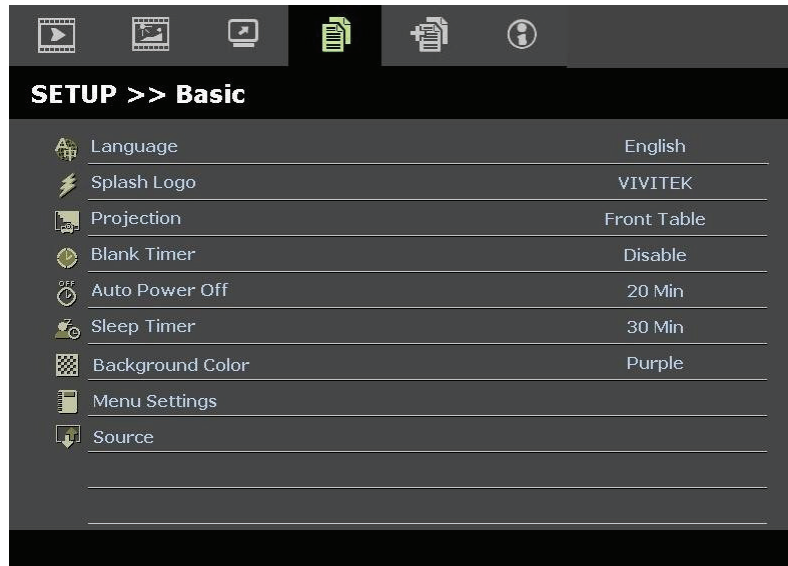 SETUP >> Basic
Language English
Splash Logo VIVITEK
Projection Front Table
Blank Timer Disable
OFF
Auto Power Off 20 Min
Sleep Timer 30 Min
Background Color Purple
Menu Settings
Source